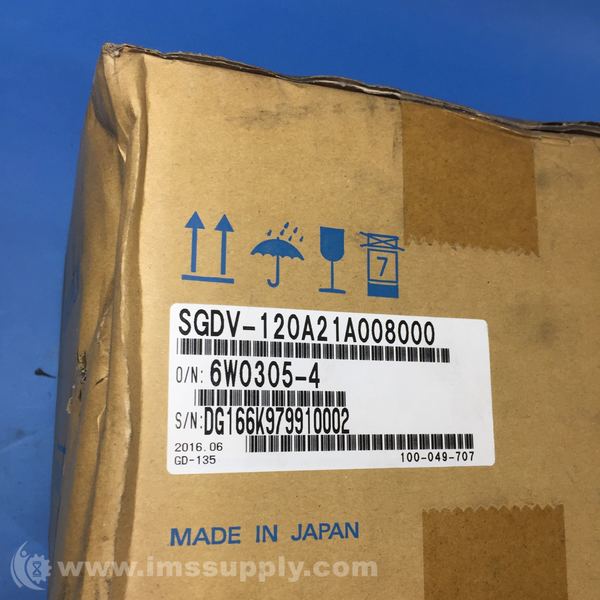 7
SGDV-120A21A008000
O/N: 6W0305-4
S/N: DG166K979910002
2016.06
GD-135
100-049-707
MADE IN JAPAN
www.imssupply.com